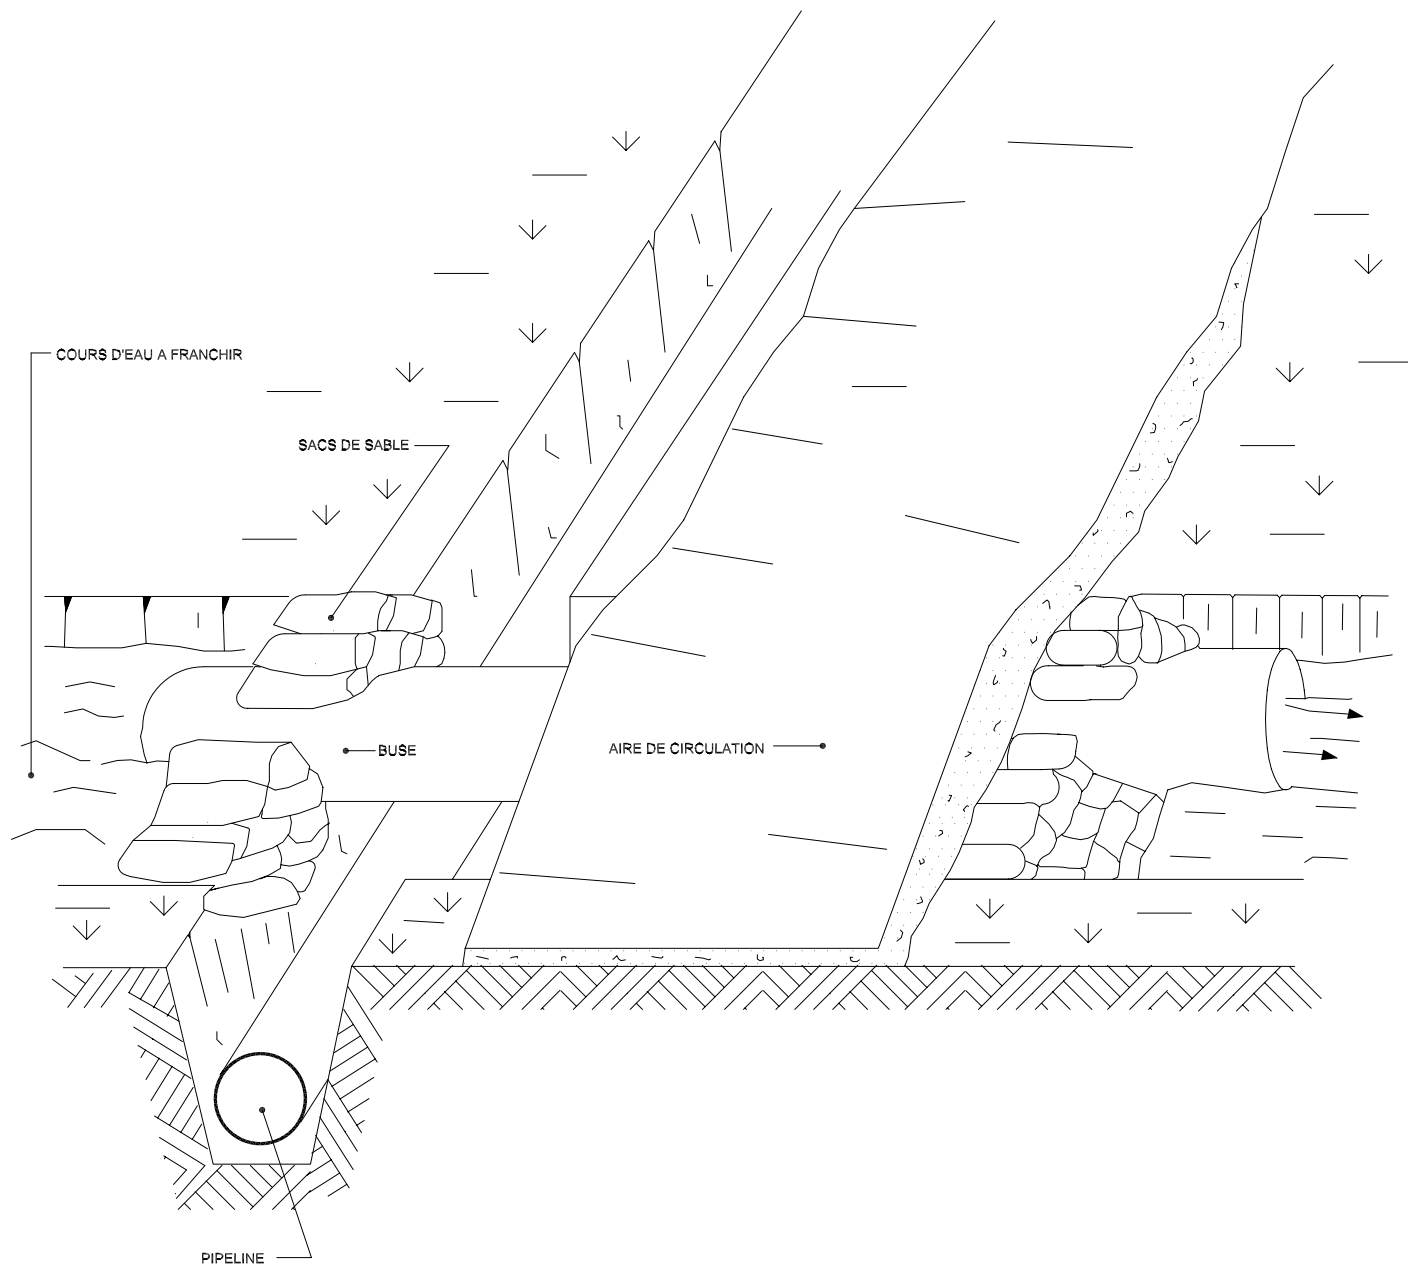 COURS D'EAU A FRANCHIR
SACS DE SABLE
BUSE
AIRE DE CIRCULATION
PIPELINE